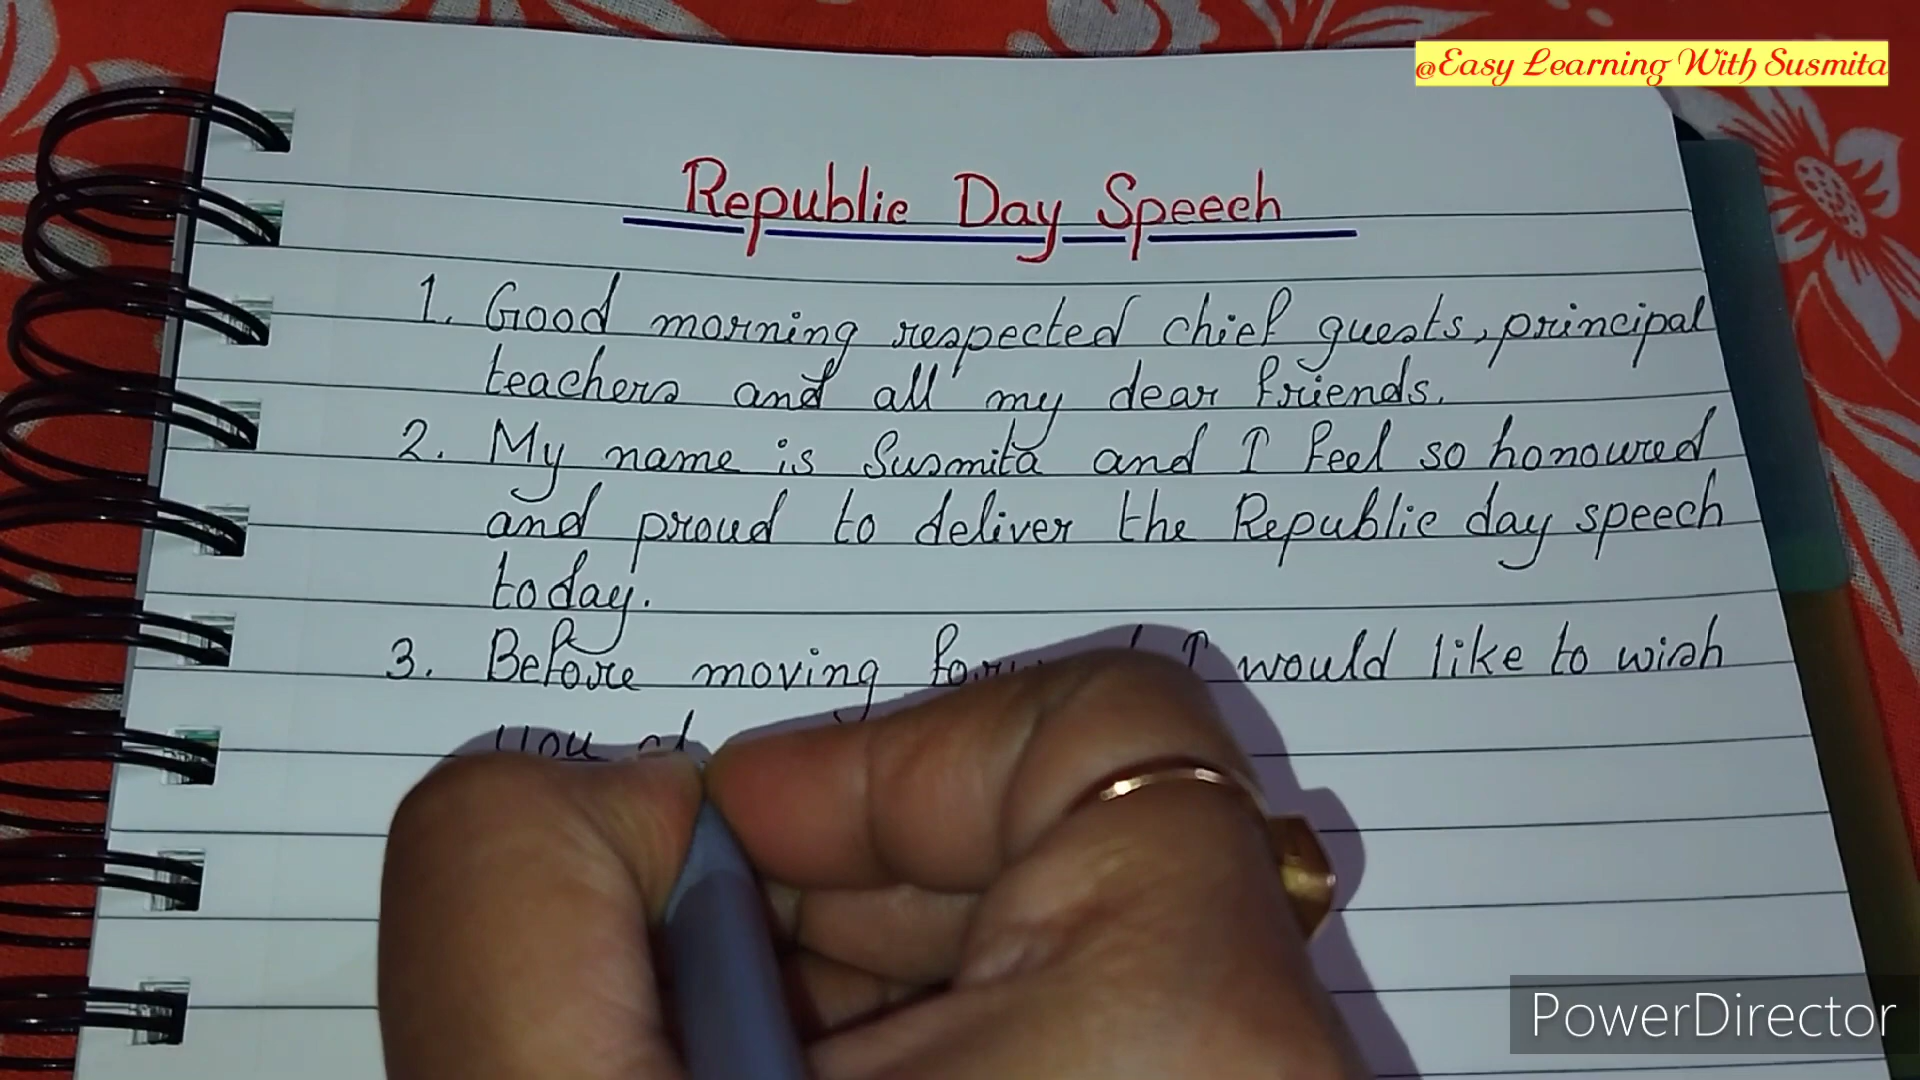 @Easy Learning With Susmita
Republic Day Speech
1. Good morning respected chief guests, principal
teachers and all my dear friends.
2. My name is Susmita and I feel so honoured
and proud to deliver the Republic day speech
today.
3. Before moving I would like to wish
you
PowerDirector